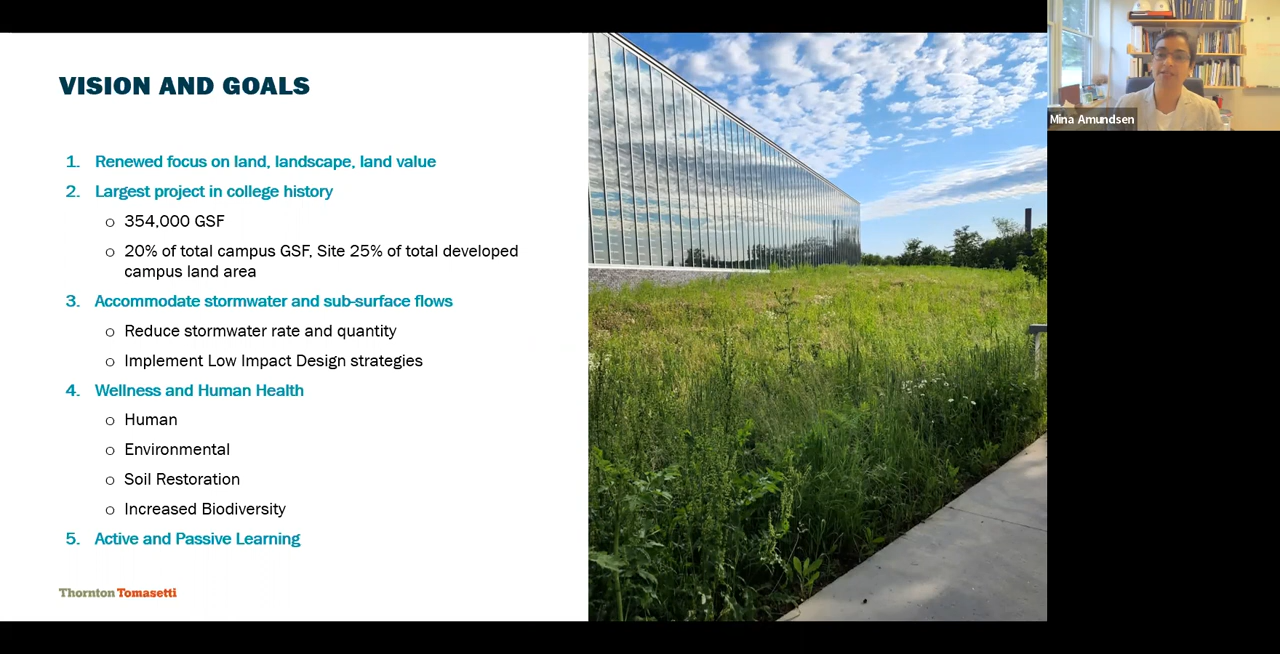 VISION AND GOALS
1. Renewed focus on land, landscape, land value
2. Largest project in college history
o 354,000 GSF
o 20% of total campus GSF, Site 25% of total developed
campus land area
3. Accommodate stormwater and sub-surface flows
o Reduce stormwater rate and quantity
o Implement Low Impact Design strategies
4. Wellness and Human Health
o Human
o Environmental
o Soil Restoration
o Increased Biodiversity
5. Active and Passive Learning
Thornton Tomasetti
Mina Amundsen